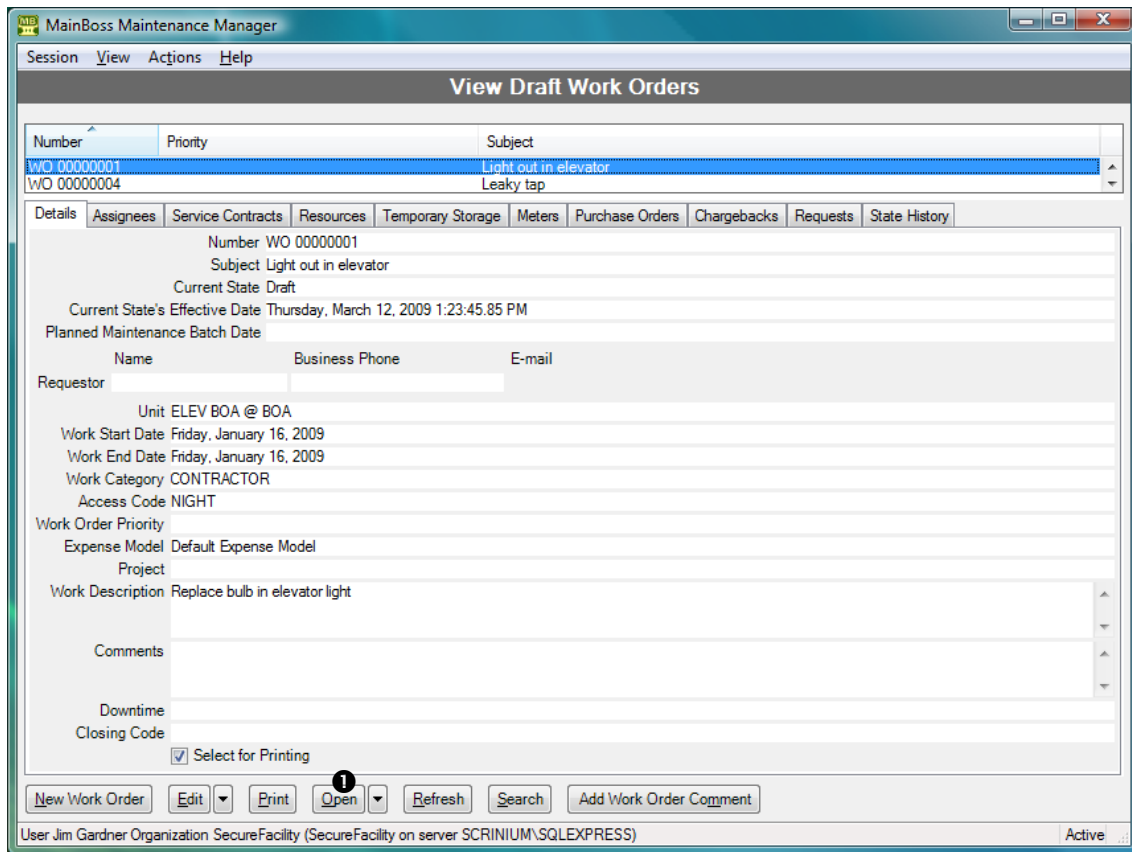 MainBoss Maintenance Manager
Session View Actions Help
View Draft Work Orders
Number Priority Subject
WO 00000001 Light out in elevator
WO 00000004 Leaky tap
Details Assignees Service Contracts Resources Temporary Storage Meters Purchase Orders Chargebacks Requests State History
Number WO 00000001
Subject Light out in elevator
Current State Draft
Current State's Effective Date Thursday, March 12, 2009 1:23:45.85 PM
Planned Maintenance Batch Date
Name Business Phone E-mail
Requestor
Unit ELEV BOA @ BOA
Work Start Date Friday, January 16, 2009
Work End Date Friday, January 16, 2009
Work Category CONTRACTOR
Access Code NIGHT
Work Order Priority
Expense Model Default Expense Model
Project
Work Description Replace bulb in elevator light
Comments
Downtime
Closing Code
Select for Printing
❶
New Work Order Edit Print Open Refresh Search Add Work Order Comment
User Jim Gardner Organization SecureFacility (SecureFacility on server SCRINIUM\SQLEXPRESS) Active